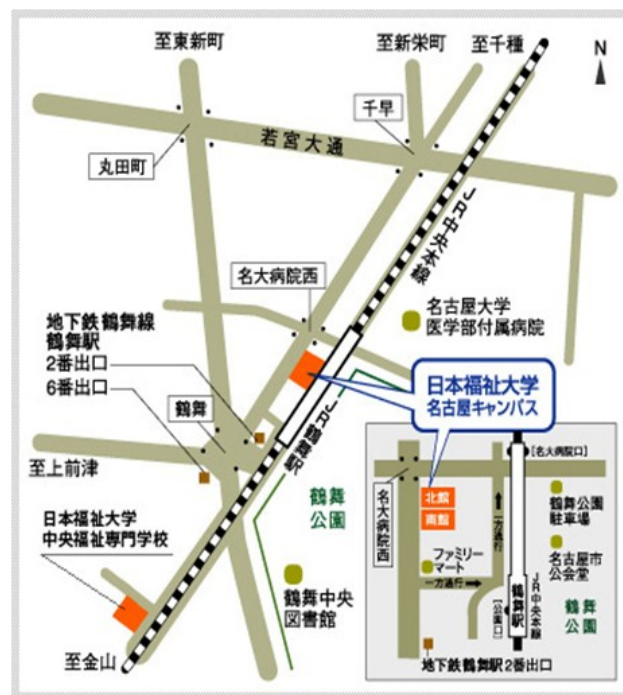 至東新町
至新栄町
至千種
N
千早
若宮大通
丸田町
JR中央本線
名大病院西
名古屋大学
医学部付属病院
地下鉄鶴舞線
鶴舞駅
2番出口
6番出口
日本福祉大学
名古屋キャンパス
鶴舞
JR鶴舞駅
至上前津
鶴舞
公園
日本福祉大学
中央福祉専門学校
鶴舞中央
図書館
至金山
[名大病院口]
名大病院西
北館
南館
一方通行
鶴舞公園
駐車場
ファミリー
マート
名古屋市
公会堂
一方通行
鶴舞駅
JR中央本線
[公園口]
鶴舞
公園
地下鉄鶴舞駅2番出口